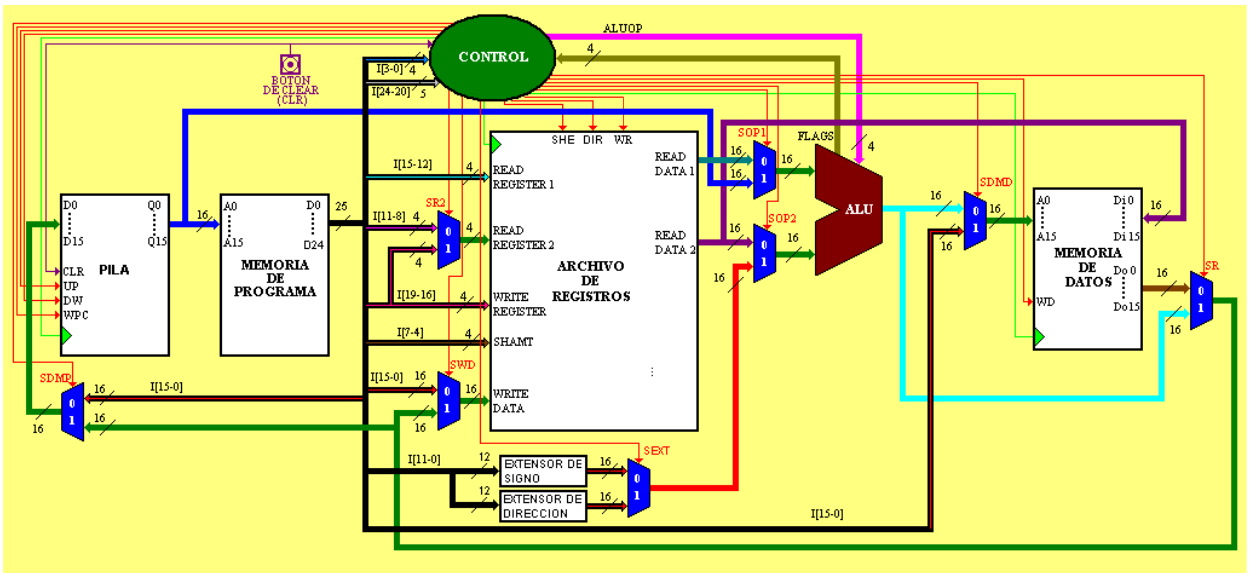 ALUOP
CONTROL
4
I[3-0]
4
I[24-20]
5
BOTON
DE CLEAR
(CLR)
SHE DIR WR
SOP1
FLAGS
4
READ
DATA 1
16
0
1
16
16
I[15-12]
4
READ
REGISTER 1
SR2
I[11-8]
4
0
1
4
4
READ
REGISTER 2
READ
DATA 2
SOP2
16
0
1
16
16
ALU
16
SDMD
0
1
16
A0
A15
Di 0
Di 15
16
MEMORIA
DE
DATOS
Do 0
Do15
WD
16
SR
0
1
16
D0
D15
Q0
Q15
PILA
CLR
UP
DW
WPC
16
A0
A15
D0
D24
MEMORIA
DE
PROGRAMA
25
ARCHIVO
DE
REGISTROS
I[19-16]
4
WRITE
REGISTER
I[7-4]
4
SHAMT
SWD
I[15-0]
16
0
1
16
16
WRITE
DATA
SDMP
0
1
16
16
16
I[15-0]
I[11-0]
12
EXTENSOR DE
SIGNO
16
SEXT
0
1
12
EXTENSOR DE
DIRECCION
16
I[15-0]